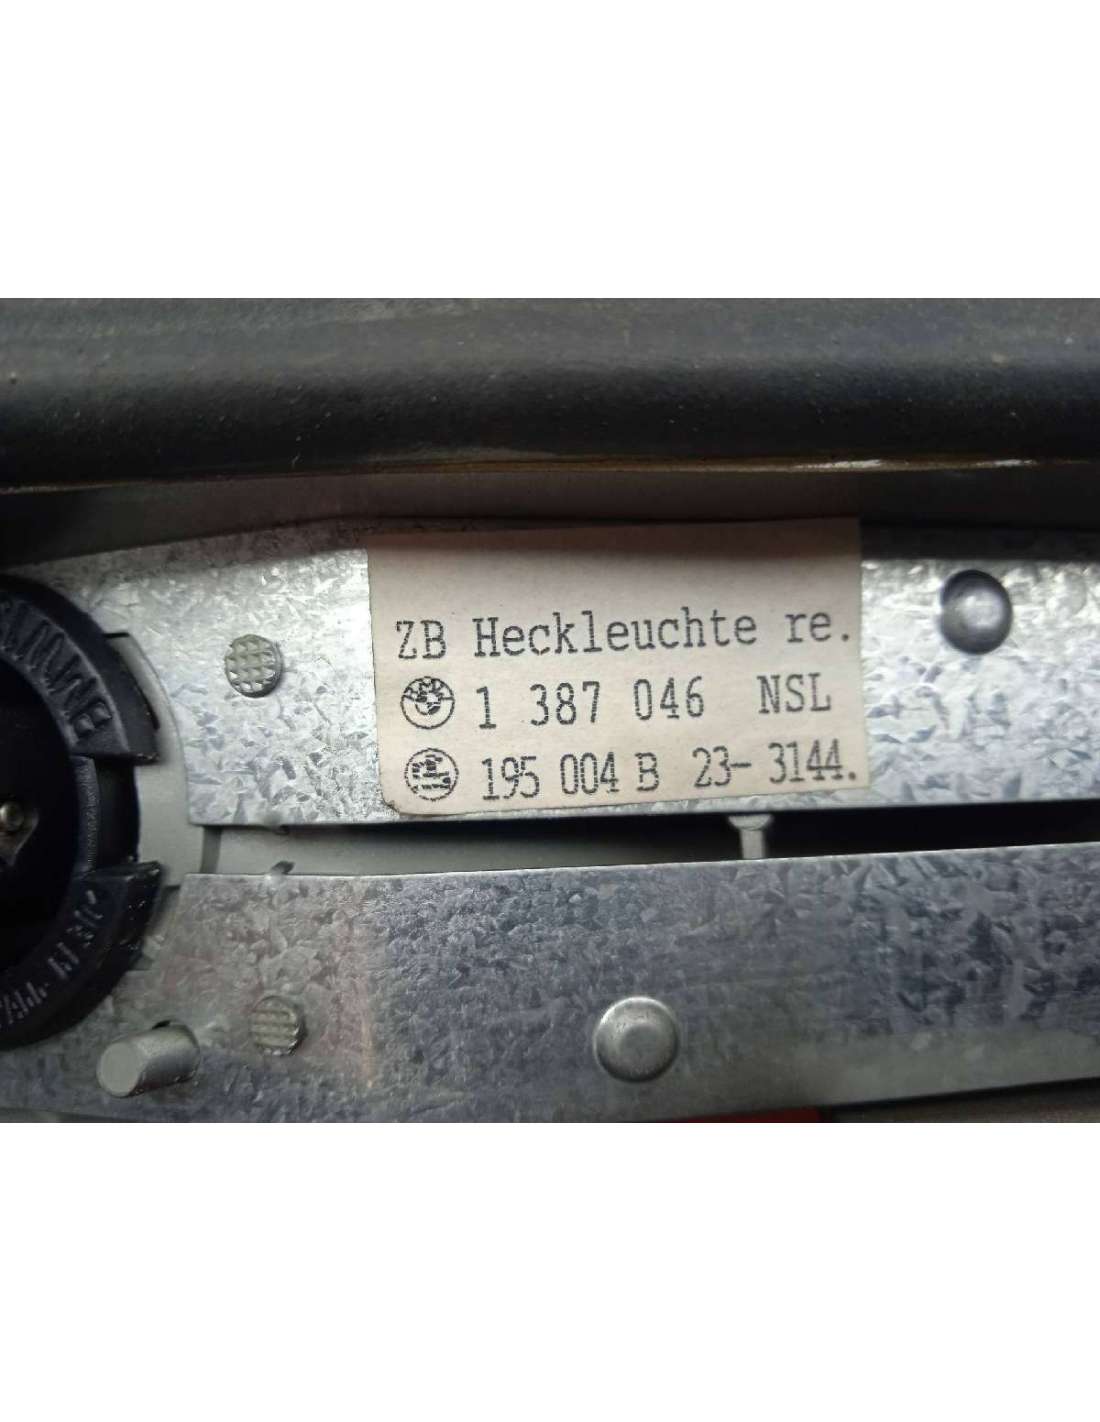 ZB Heckleuchte re.
1 387 046 NSL
195 004 B 23-3144.